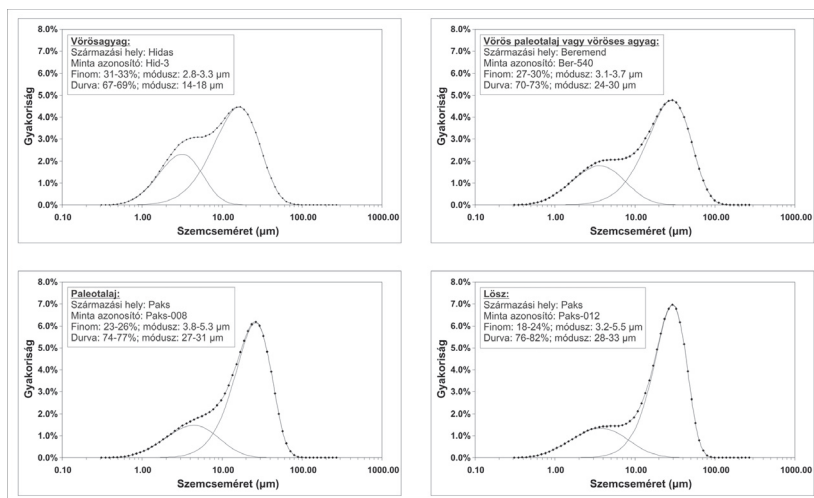 8.0%
7.0%
6.0%
5.0%
4.0%
3.0%
2.0%
1.0%
0.0%
Gyakoriság
Vörösagyag:
Származási hely: Hidas
Minta azonosító: Hid-3
Finom: 31-33%; módusz: 2.8-3.3 µm
Durva: 67-69%; módusz: 14-18 µm
0.10 1.00 10.00 100.00 1000.00
Szemcseméret (µm)
8.0%
7.0%
6.0%
5.0%
4.0%
3.0%
2.0%
1.0%
0.0%
Gyakoriság
Vörös paleotalaj vagy vöröses agyag:
Származási hely: Beremend
Minta azonosító: Ber-540
Finom: 27-30%; módusz: 3.1-3.7 µm
Durva: 70-73%; módusz: 24-30 µm
0.10 1.00 10.00 100.00 1000.00
Szemcseméret (µm)
8.0%
7.0%
6.0%
5.0%
4.0%
3.0%
2.0%
1.0%
0.0%
Gyakoriság
Paleotalaj:
Származási hely: Paks
Minta azonosító: Paks-008
Finom: 23-26%; módusz: 3.8-5.3 µm
Durva: 74-77%; módusz: 27-31 µm
0.10 1.00 10.00 100.00 1000.00
Szemcseméret (µm)
8.0%
7.0%
6.0%
5.0%
4.0%
3.0%
2.0%
1.0%
0.0%
Gyakoriság
Lösz:
Származási hely: Paks
Minta azonosító: Paks-012
Finom: 18-24%; módusz: 3.2-5.5 µm
Durva: 76-82%; módusz: 28-33 µm
0.10 1.00 10.00 100.00 1000.00
Szemcseméret (µm)